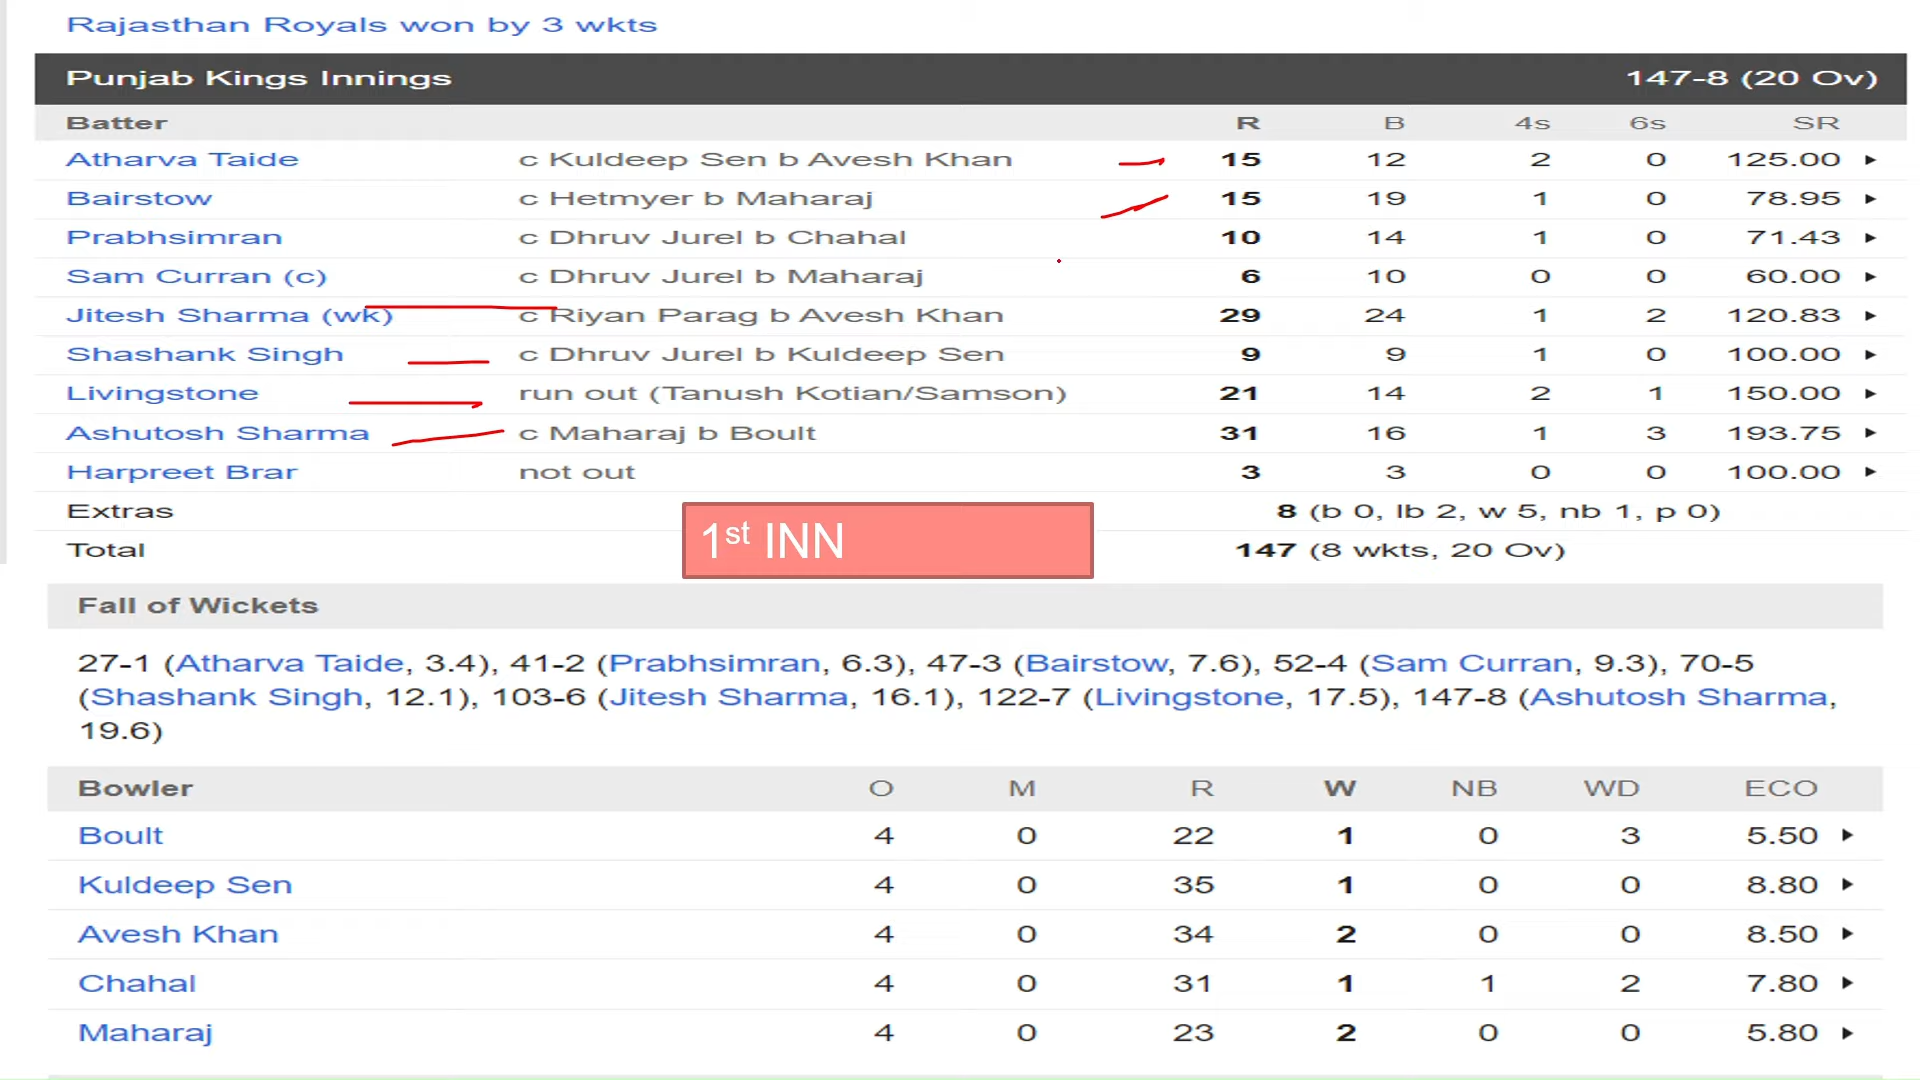 Rajasthan Royals won by 3 wkts
Punjab Kings Innings 147-8 (20 Ov)
Batter R B 4s 6s SR
Atharva Taide c Kuldeep Sen b Avesh Khan 15 12 2 0 125.00
Bairstow c Hetmyer b Maharaj 15 19 1 0 78.95
Prabhsimran c Dhruv Jurel b Chahal 10 14 1 0 71.43
Sam Curran (c) c Dhruv Jurel b Maharaj 6 10 0 0 60.00
Jitesh Sharma (wk) c Riyan Parag b Avesh Khan 29 24 1 2 120.83
Shashank Singh c Dhruv Jurel b Kuldeep Sen 9 9 1 0 100.00
Livingstone run out (Tanush Kotian/Samson) 21 14 2 1 150.00
Ashutosh Sharma c Maharaj b Boult 31 16 1 3 193.75
Harpreet Brar not out 3 3 0 0 100.00
Extras 8 (b 0, lb 2, w 5, nb 1, p 0)
1st INN
Total 147 (8 wkts, 20 Ov)
Fall of Wickets
27-1 (Atharva Taide, 3.4), 41-2 (Prabhsimran, 6.3), 47-3 (Bairstow, 7.6), 52-4 (Sam Curran, 9.3), 70-5
(Shashank Singh, 12.1), 103-6 (Jitesh Sharma, 16.1), 122-7 (Livingstone, 17.5), 147-8 (Ashutosh Sharma,
19.6)
Bowler O M R W NB WD ECO
Boult 4 0 22 1 0 3 5.50
Kuldeep Sen 4 0 35 1 0 0 8.80
Avesh Khan 4 0 34 2 0 0 8.50
Chahal 4 0 31 1 1 2 7.80
Maharaj 4 0 23 2 0 0 5.80